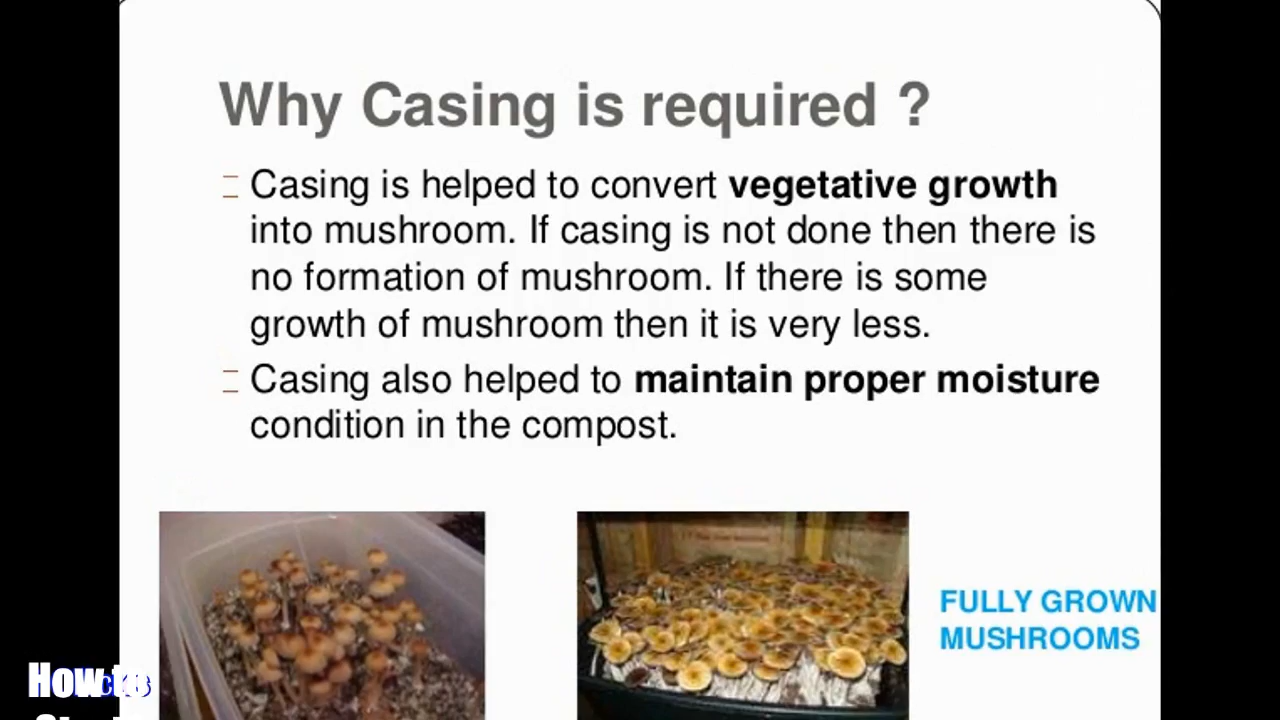 Why Casing is required ?
Casing is helped to convert vegetative growth
into mushroom. If casing is not done then there is
no formation of mushroom. If there is some
growth of mushroom then it is very less.
Casing also helped to maintain proper moisture
condition in the compost.
FULLY GROWN
MUSHROOMS
How to